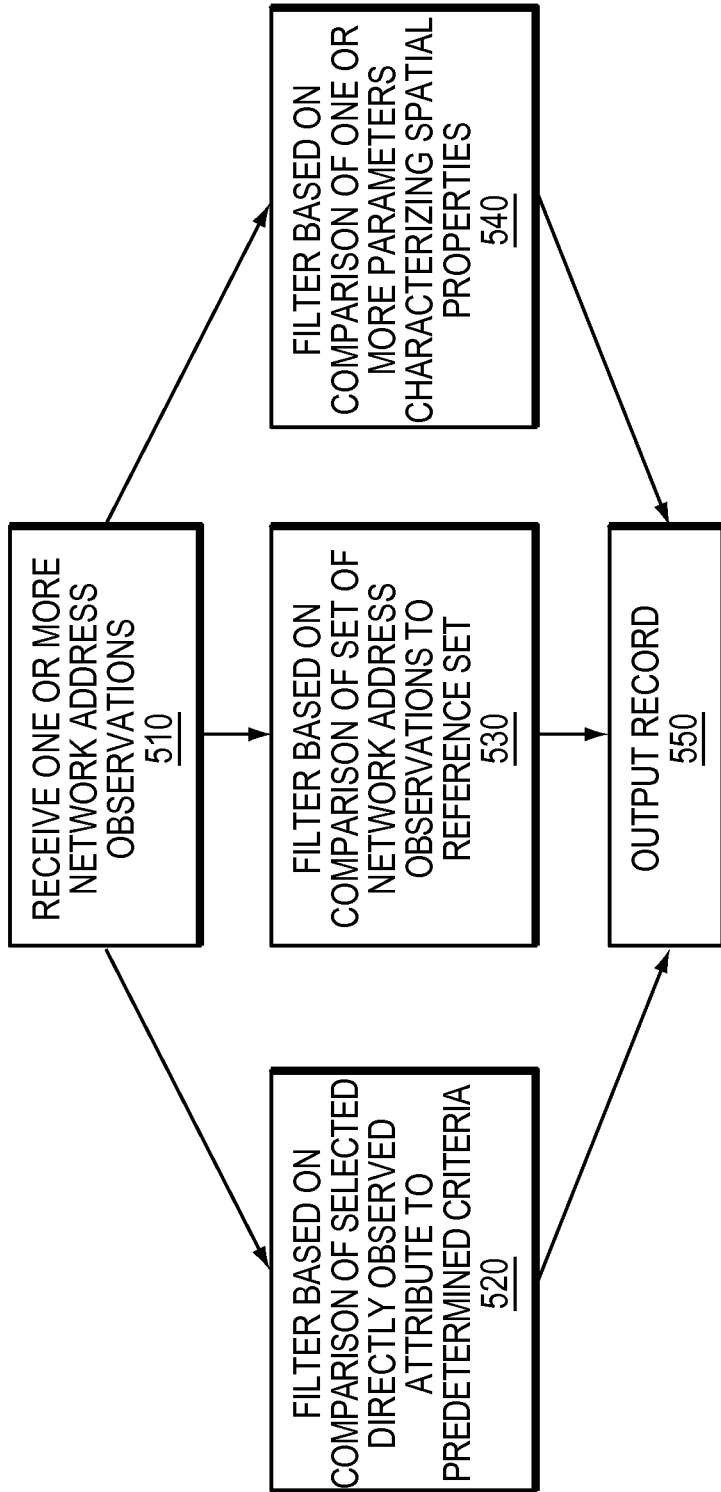 RECEIVE ONE OR MORE
NETWORK ADDRESS
OBSERVATIONS
510
FILTER BASED ON
COMPARISON OF SELECTED
DIRECTLY OBSERVED
ATTRIBUTE TO
PREDETERMINED CRITERIA
520
FILTER BASED ON
COMPARISON OF SET OF
NETWORK ADDRESS
OBSERVATIONS TO
REFERENCE SET
530
FILTER BASED ON
COMPARISON OF ONE OR
MORE PARAMETERS
CHARACTERIZING SPATIAL
PROPERTIES
540
OUTPUT RECORD
550